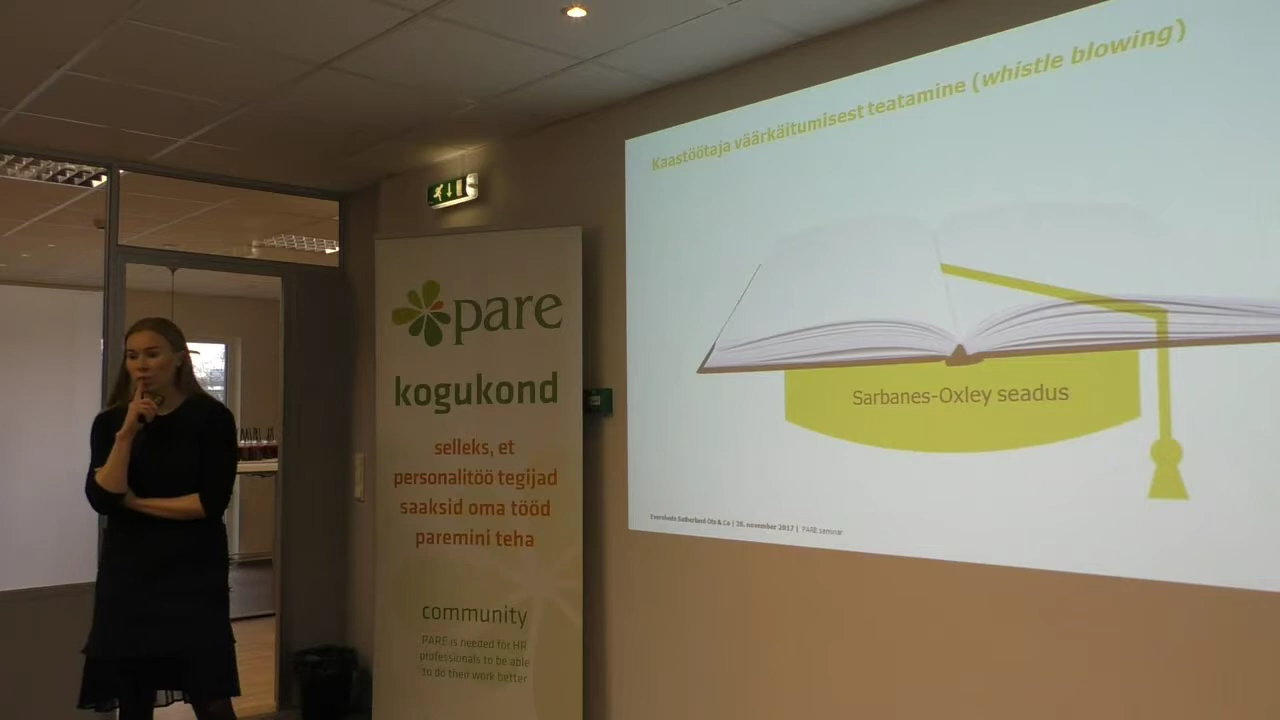 Kaastöötaja väärkäitumisest teatamine (whistle blowing)
Sarbanes-Oxley seadus
Eversheds Sutherland Ots & Co | 28. november 2017 | PARE seminar
pare
kogukond
selleks, et
personalitöö tegijad
saaksid oma tööd
paremini teha
community
PARE is needed for HR
professionals to be able
to do their work better